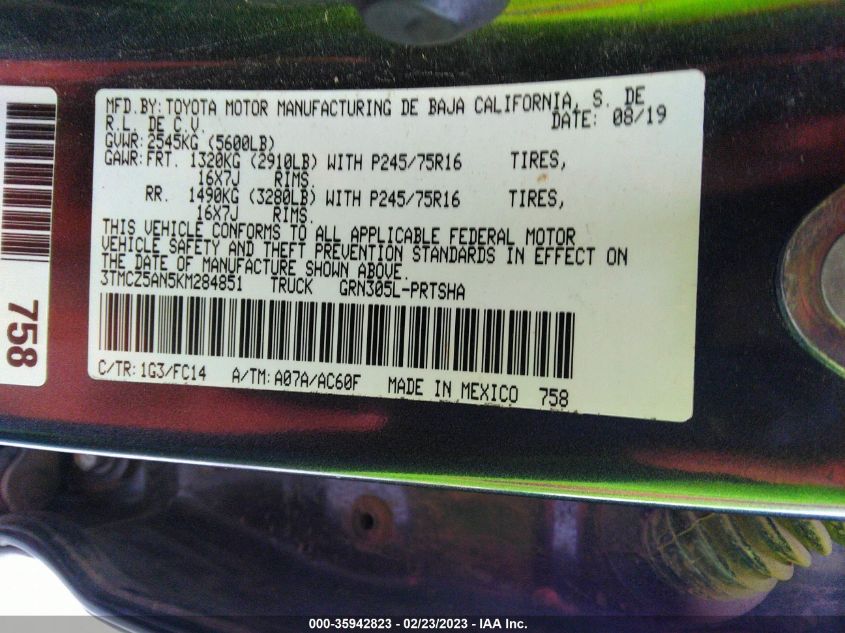 MFD.BY:TOYOTA MOTOR MANUFACTURING DE BAJA CALIFORNIA, S. DE
R.L. DE C.V. DATE: 08/19
GVWR:2545KG (5600LB)
GAWR:FRT. 1320KG (2910LB) WITH P245/75R16 TIRES,
16X7J RIMS.
RR. 1490KG (3280LB) WITH P245/75R16 TIRES,
16X7J RIMS.
THIS VEHICLE CONFORMS TO ALL APPLICABLE FEDERAL MOTOR
VEHICLE SAFETY AND THEFT PREVENTION STANDARDS IN EFFECT ON
THE DATE OF MANUFACTURE SHOWN ABOVE.
3TMCZ5AN5KM284851 TRUCK GRN305L-PRTSHA
C/TR:1G3/FC14 A/TM:A07A/AC60F MADE IN MEXICO 758
758
000-35942823 - 02/23/2023 - IAA Inc.